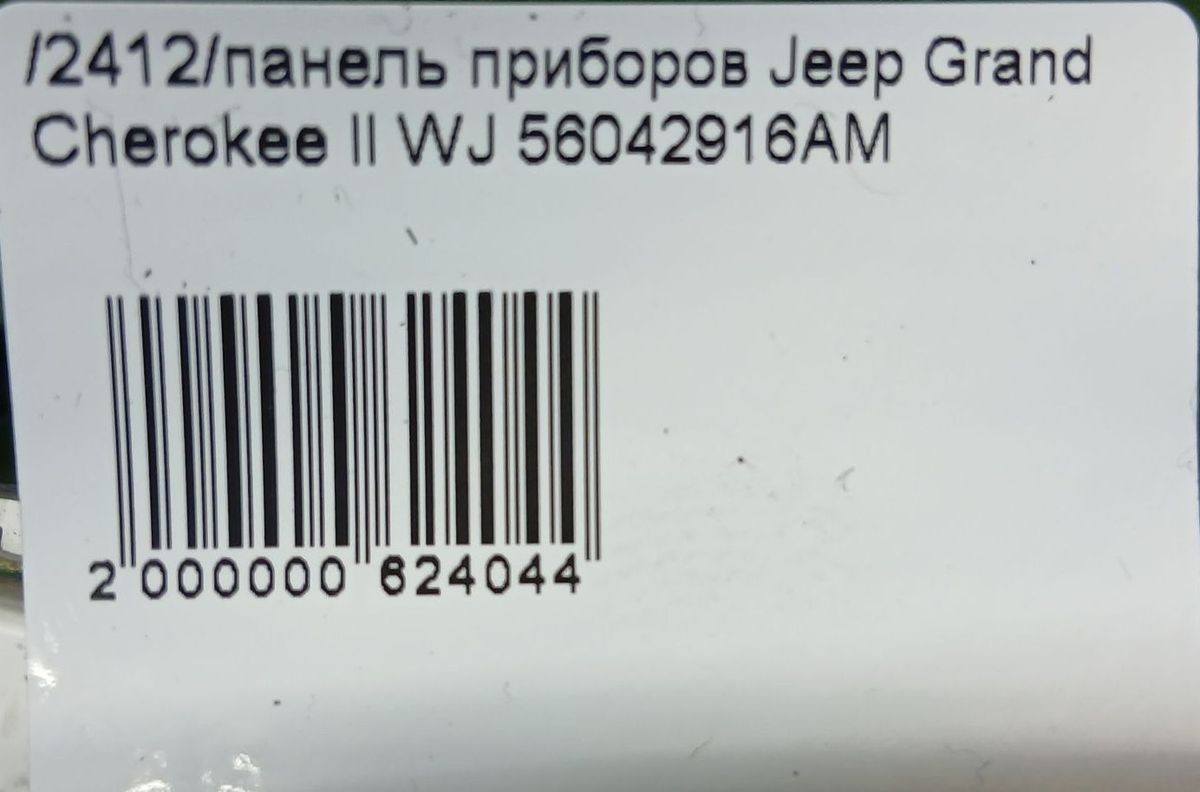 /2412/панель приборов Jeep Grand
Cherokee II WJ 56042916AM
2 000000 624044